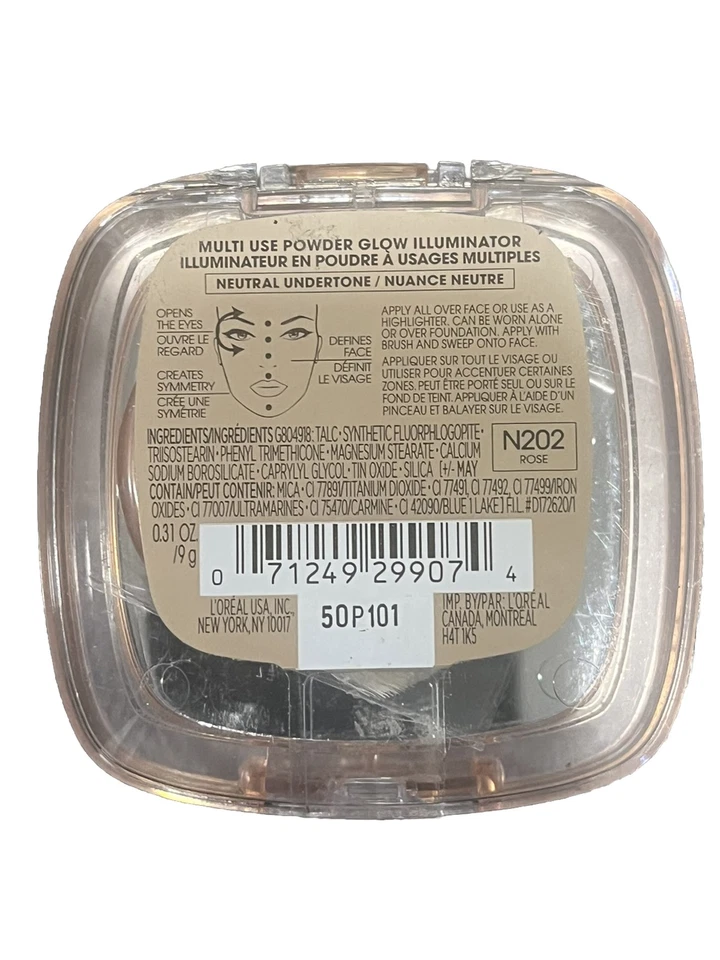 MULTI USE POWDER GLOW ILLUMINATOR
ILLUMINATEUR EN POUDRE À USAGES MULTIPLES
NEUTRAL UNDERTONE / NUANCE NEUTRE
OPENS
THE EYES
OUVRE LE
REGARD
CREATES
SYMMETRY
CRÉE UNE
SYMÉTRIE
DEFINES
FACE
DÉFINIT
LE VISAGE
APPLY ALL OVER FACE OR USE AS A
HIGHLIGHTER. CAN BE WORN ALONE
OR OVER FOUNDATION. APPLY WITH
BRUSH AND SWEEP ONTO FACE.
APPLIQUER SUR TOUT LE VISAGE OU
UTILISER POUR ACCENTUER CERTAINES
ZONES. PEUT ÊTRE PORTÉ SEUL OU SUR LE
FOND DE TEINT. APPLIQUER À L'AIDE D'UN
PINCEAU ET BALAYER SUR LE VISAGE.
INGREDIENTS/INGRÉDIENTS G804918: TALC • SYNTHETIC FLUORPHLOGOPITE •
TRIISOSTEARIN • PHENYL TRIMETHICONE • MAGNESIUM STEARATE • CALCIUM
SODIUM BOROSILICATE • CAPRYLYL GLYCOL • TIN OXIDE • SILICA [+/- MAY
CONTAIN/PEUT CONTENIR: MICA • CI 77891/TITANIUM DIOXIDE • CI 77491, CI 77492, CI 77499/IRON
OXIDES • CI 77007/ULTRAMARINES • CI 75470/CARMINE • CI 42090/BLUE 1 LAKE] F.I.L. #D172620/1
N202
ROSE
0.31 OZ.
/9 g
0 71249 29907 4
L'ORÉAL USA, INC.,
NEW YORK, NY 10017
50P101
IMP. BY/PAR: L'ORÉAL
CANADA, MONTRÉAL
H4T 1K5